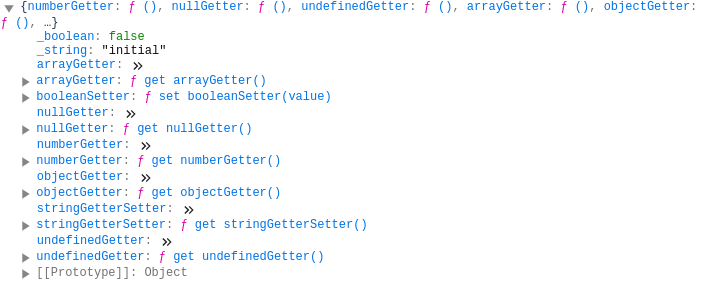 {numberGetter: ƒ (), nullGetter: ƒ (), undefinedGetter: ƒ (), arrayGetter: ƒ (), objectGetter:
ƒ (), …}
_boolean: false
_string: "initial"
arrayGetter: »
arrayGetter: ƒ get arrayGetter()
booleanSetter: ƒ set booleanSetter(value)
nullGetter: »
nullGetter: ƒ get nullGetter()
numberGetter: »
numberGetter: ƒ get numberGetter()
objectGetter: »
objectGetter: ƒ get objectGetter()
stringGetterSetter: »
stringGetterSetter: ƒ get stringGetterSetter()
undefinedGetter: »
undefinedGetter: ƒ get undefinedGetter()
[[Prototype]]: Object